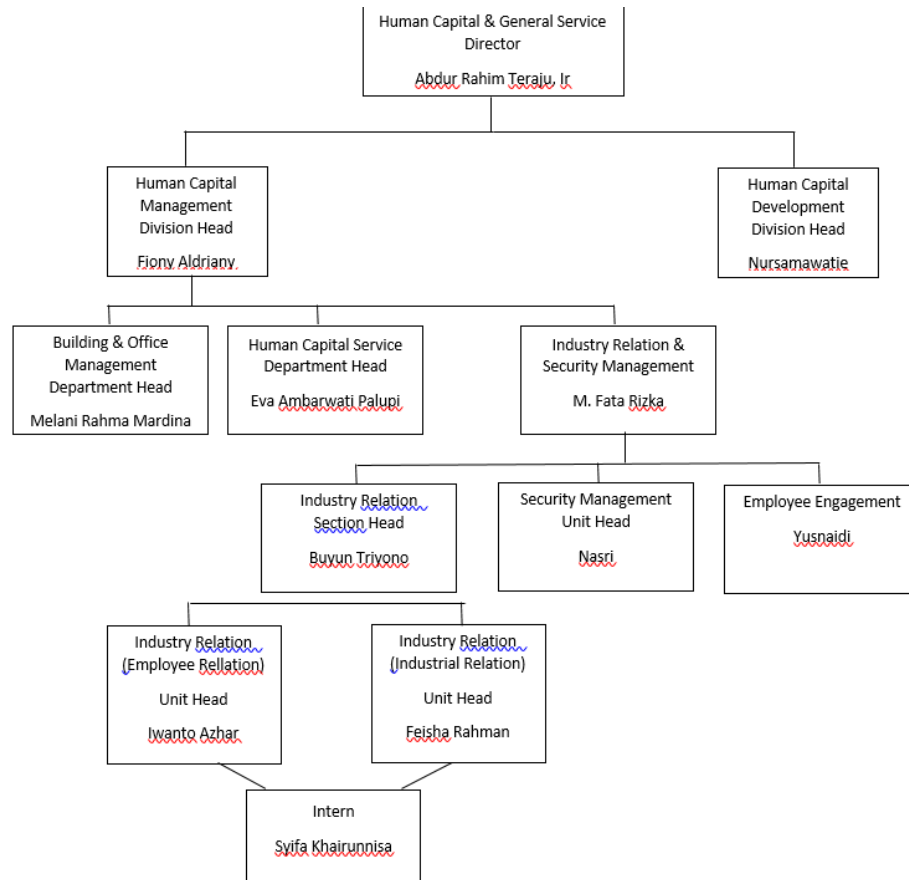 Human Capital & General Service
Director
Abdur Rahim Teraju, Ir
Human Capital
Management
Division Head
Fiony Aldriany
Human Capital
Development
Division Head
Nursamawatie
Building & Office
Management
Department Head
Melani Rahma Mardina
Human Capital Service
Department Head
Eva Ambarwati Palupi
Industry Relation &
Security Management
M. Fata Rizka
Industry Relation
Section Head
Buyun Triyono
Security Management
Unit Head
Nasri
Employee Engagement
Yusnaidi
Industry Relation
(Employee Rellation)
Unit Head
Iwanto Azhar
Industry Relation
(Industrial Relation)
Unit Head
Feisha Rahman
Intern
Syifa Khairunnisa